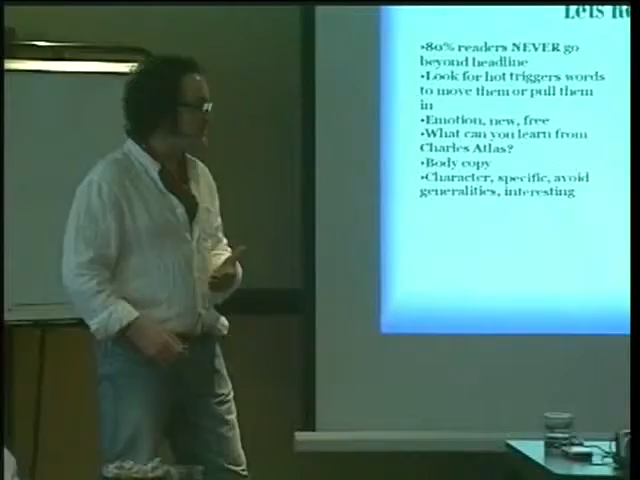 Lets
•80% readers NEVER go
beyond headline
•Look for hot triggers words
to move them or pull them
in
•Emotion, new, free
•What can you learn from
Charles Atlas?
•Body copy
•Character, specific, avoid
generalities, interesting